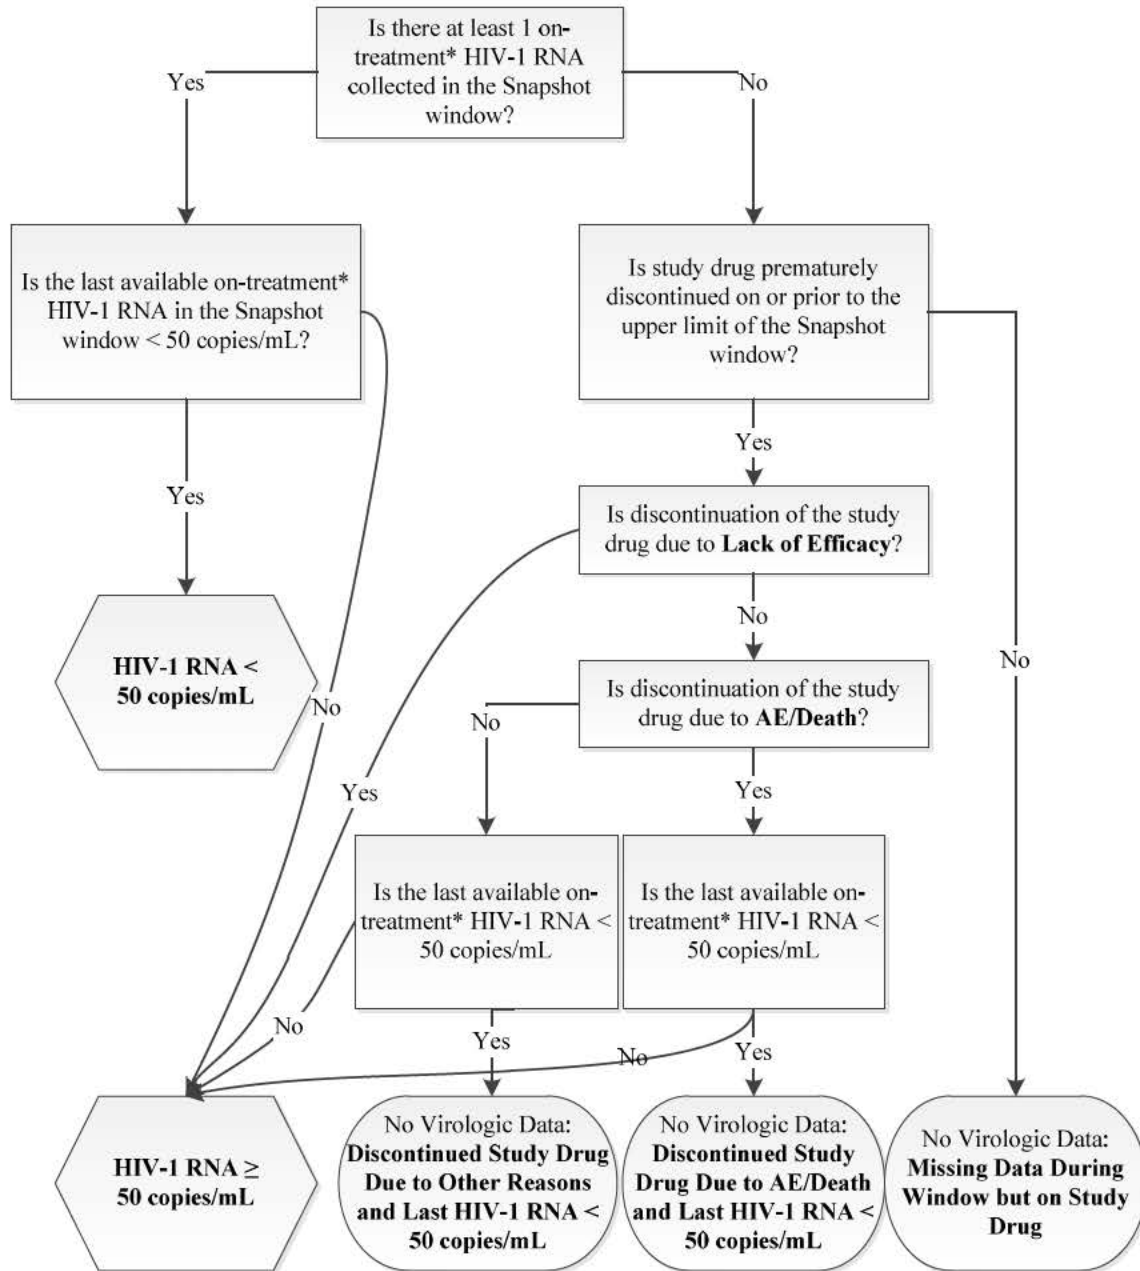 Is there at least 1 on-
treatment* HIV-1 RNA
collected in the Snapshot
window?
Yes
No
Is the last available on-treatment*
HIV-1 RNA in the Snapshot
window < 50 copies/mL?
Is study drug prematurely
discontinued on or prior to the
upper limit of the Snapshot
window?
Yes
Yes
Is discontinuation of the study
drug due to Lack of Efficacy?
No
HIV-1 RNA <
50 copies/mL
No
No
Is discontinuation of the study
drug due to AE/Death?
No
Yes
Yes
Is the last available on-
treatment* HIV-1 RNA <
50 copies/mL
Is the last available on-
treatment* HIV-1 RNA <
50 copies/mL
No
Yes
No
Yes
HIV-1 RNA ≥
50 copies/mL
No Virologic Data:
Discontinued Study Drug
Due to Other Reasons
and Last HIV-1 RNA <
50 copies/mL
No Virologic Data:
Discontinued Study
Drug Due to AE/Death
and Last HIV-1 RNA <
50 copies/mL
No Virologic Data:
Missing Data During
Window but on Study
Drug